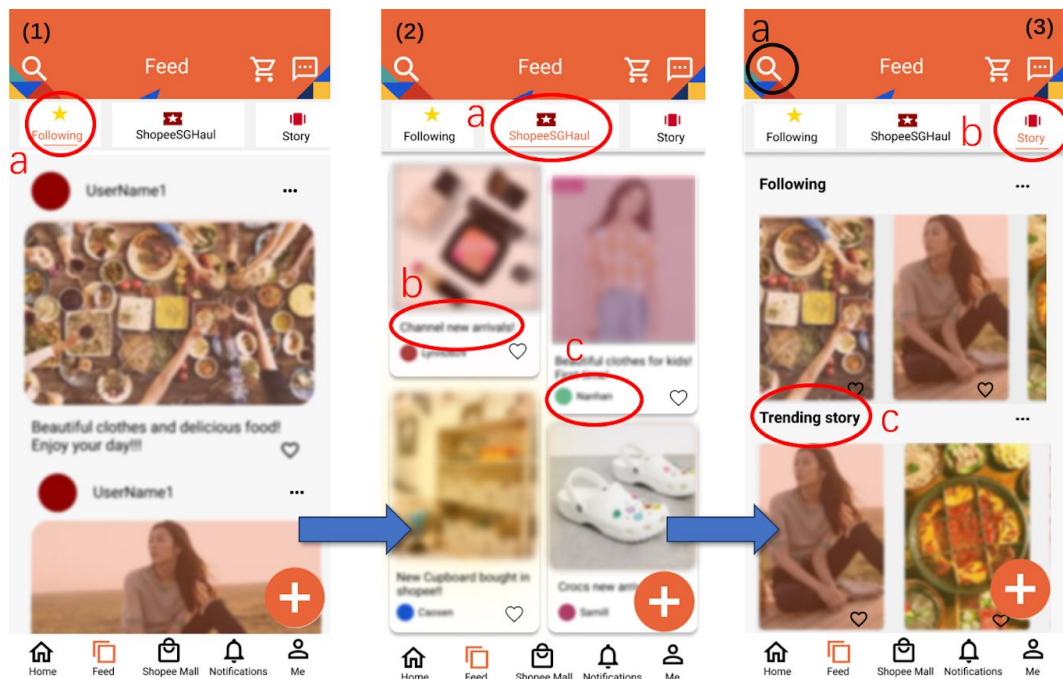 (1)
Feed
Following
ShopeeSGHaul
Story
a
UserName1
Beautiful clothes and delicious food!
Enjoy your day!!!
UserName1
Home
Feed
Shopee Mall
Notifications
Me
(2)
Feed
a
Following
ShopeeSGHaul
Story
b
Channel new arrivals!
c
Beautiful clothes for kids!
Nanhan
New Cupboard bought in
shopee!!
Caosen
Crocs new
Samill
Home
Feed
Shopee Mall
Notifications
Me
a
(3)
Feed
Following
ShopeeSGHaul
b
Story
Following
Trending story
c
Home
Feed
Shopee Mall
Notifications
Me